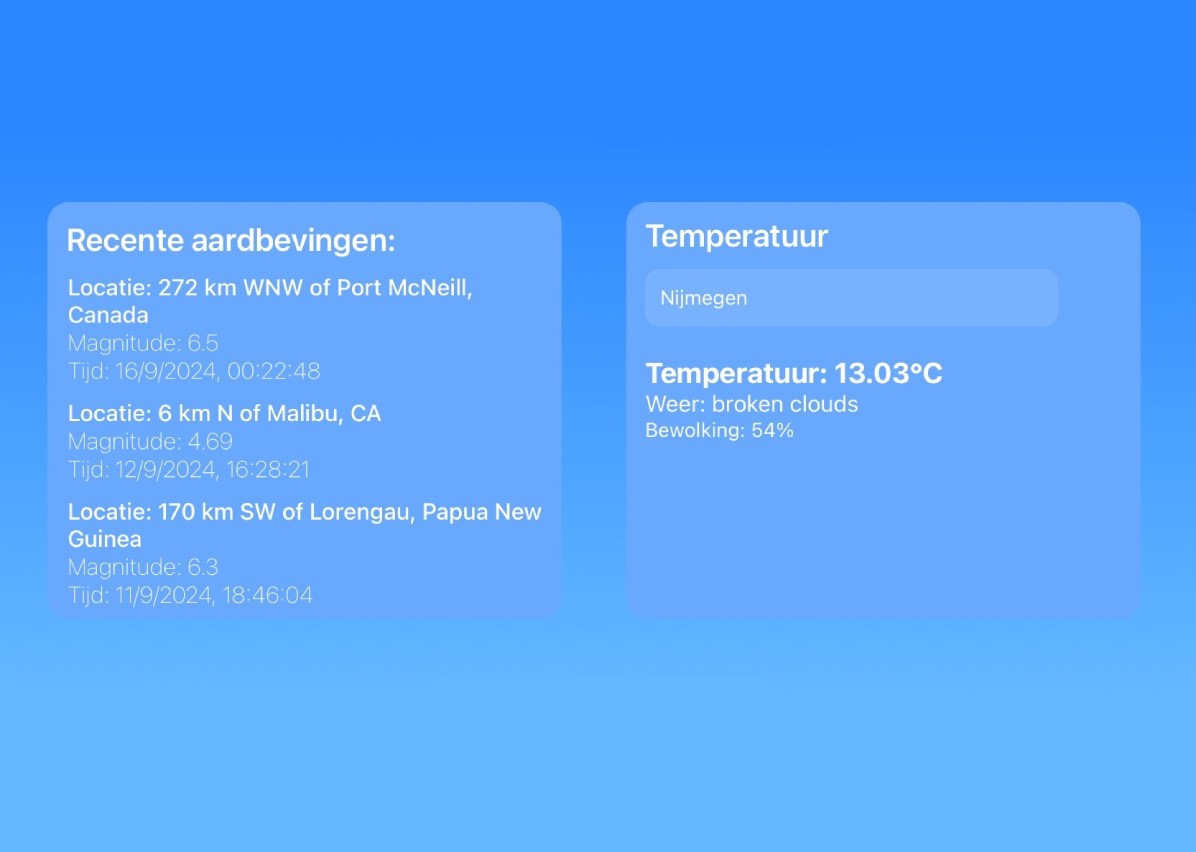 Recente aardbevingen:
Locatie: 272 km WNW of Port McNeill,
Canada
Magnitude: 6.5
Tijd: 16/9/2024, 00:22:48
Locatie: 6 km N of Malibu, CA
Magnitude: 4.69
Tijd: 12/9/2024, 16:28:21
Locatie: 170 km SW of Lorengau, Papua New
Guinea
Magnitude: 6.3
Tijd: 11/9/2024, 18:46:04
Temperatuur
Nijmegen
Temperatuur: 13.03°C
Weer: broken clouds
Bewolking: 54%